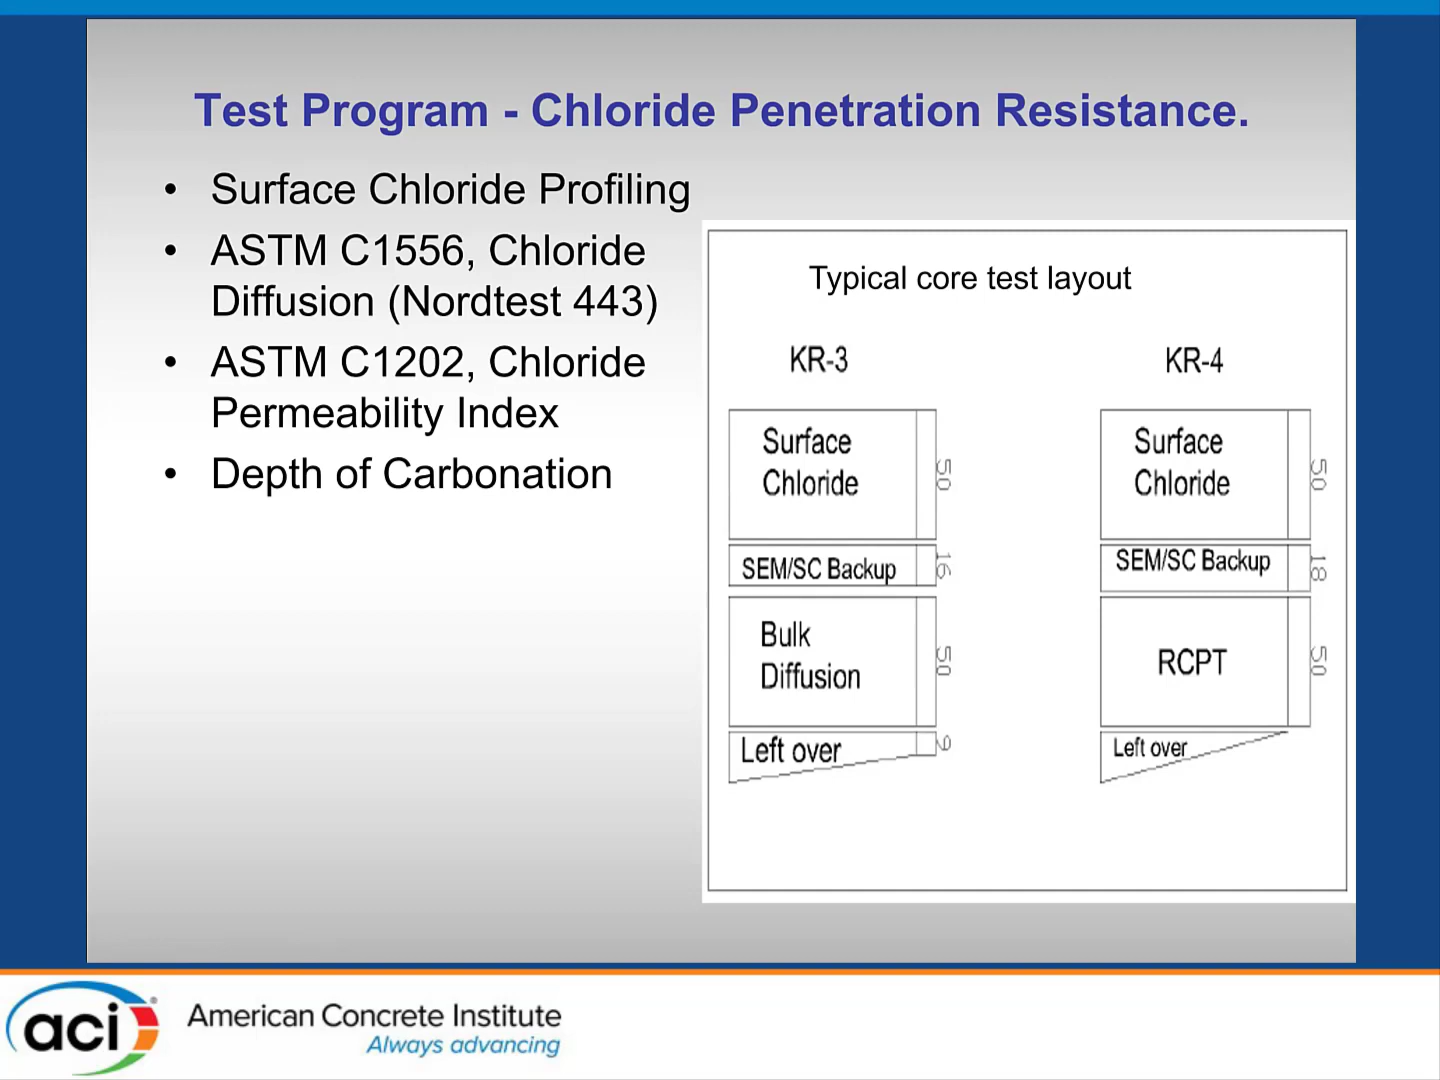 Test Program - Chloride Penetration Resistance.
• Surface Chloride Profiling
• ASTM C1556, Chloride
Diffusion (Nordtest 443)
• ASTM C1202, Chloride
Permeability Index
• Depth of Carbonation
Typical core test layout
KR-3
Surface
Chloride
50
SEM/SC Backup
16
Bulk
Diffusion
50
Left over
9
KR-4
Surface
Chloride
50
SEM/SC Backup
18
RCPT
50
Left over
aci®
American Concrete Institute
Always advancing